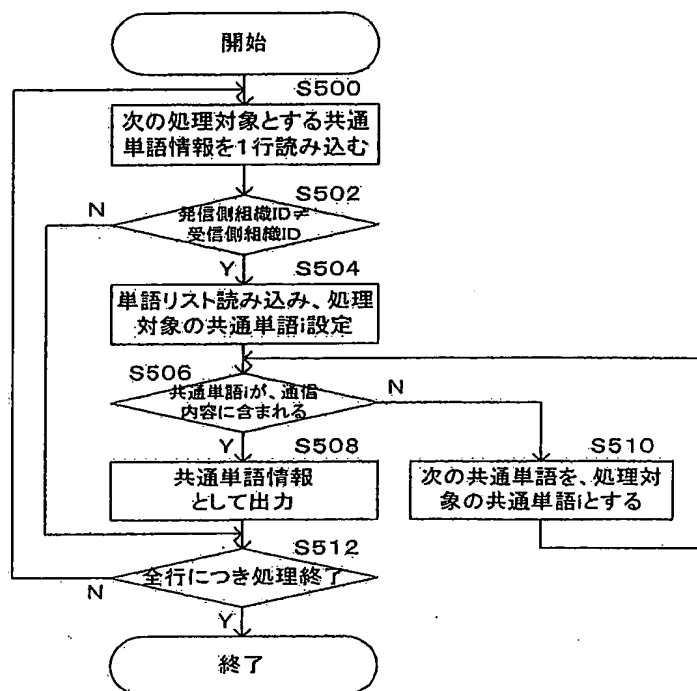 開始
S500
次の処理対象とする共通
単語情報を1行読み込む
S502
N
発信側組織ID≠
受信側組織ID
Y
S504
単語リスト読み込み、処理
対象の共通単語i設定
S506
共通単語iが、通信
内容に含まれる
N
Y
S508
共通単語情報
として出力
S510
次の共通単語を、処理対
象の共通単語iとする
S512
全行につき処理終了
N
Y
終了